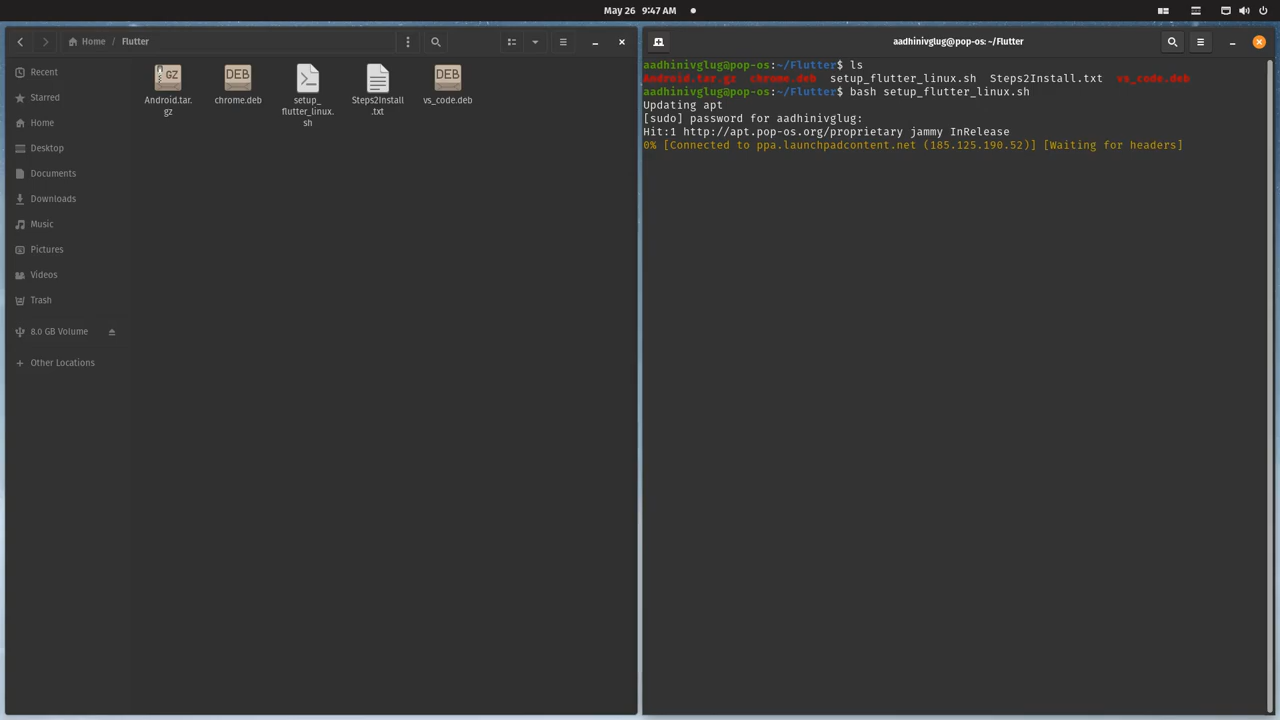 May 26 9:47 AM
Home / Flutter
Recent
Starred
Home
Desktop
Documents
Downloads
Music
Pictures
Videos
Trash
8.0 GB Volume
Other Locations
GZ
Android.tar.
gz
DEB
chrome.deb
setup_
flutter_linux.
sh
Steps2Install
.txt
DEB
vs_code.deb
aadhinivglug@pop-os: ~/Flutter
aadhinivglug@pop-os:~/Flutter$ ls
Android.tar.gz chrome.deb setup_flutter_linux.sh Steps2Install.txt vs_code.deb
aadhinivglug@pop-os:~/Flutter$ bash setup_flutter_linux.sh
Updating apt
[sudo] password for aadhinivglug:
Hit:1 http://apt.pop-os.org/proprietary jammy InRelease
0% [Connected to ppa.launchpadcontent.net (185.125.190.52)] [Waiting for headers]